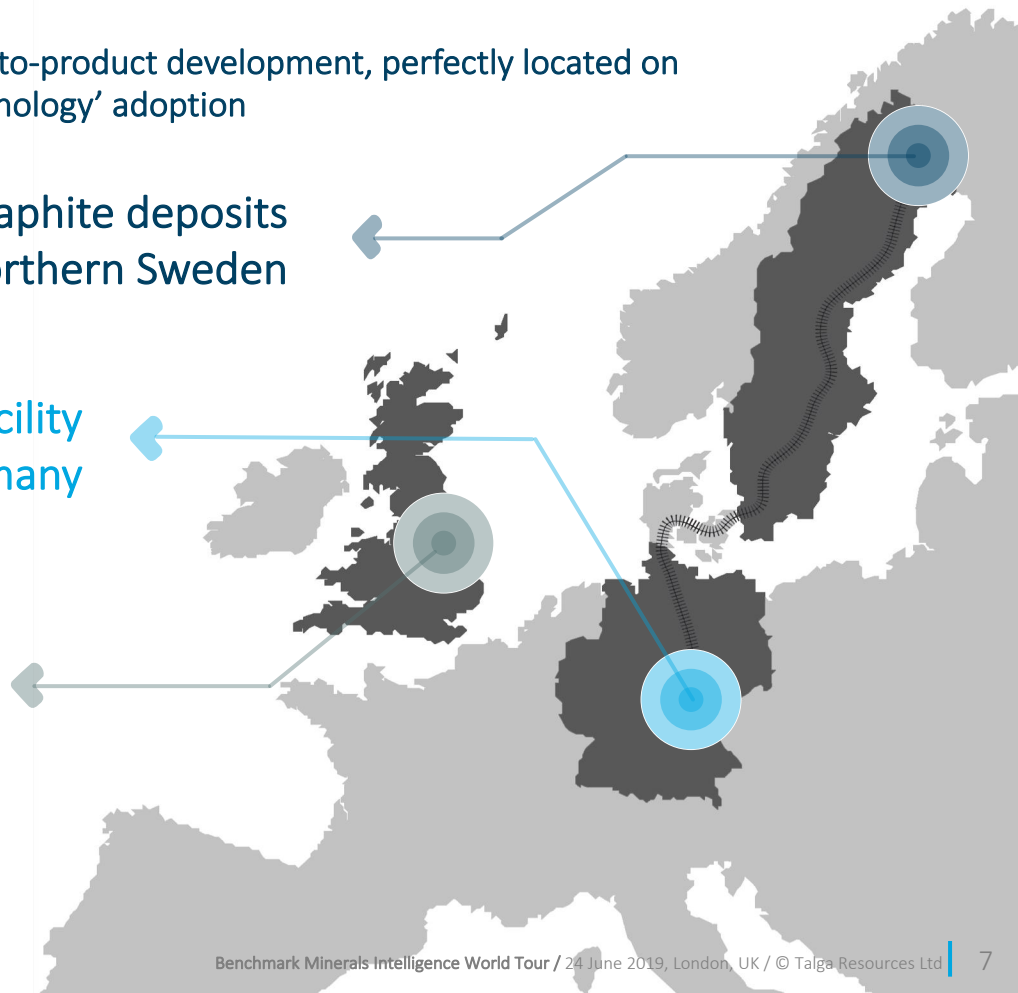 to-product development, perfectly located on
nology’ adoption
aphite deposits
rthern Sweden
cility
many
Benchmark Minerals Intelligence World Tour / 24 June 2019, London, UK / © Talga Resources Ltd 7